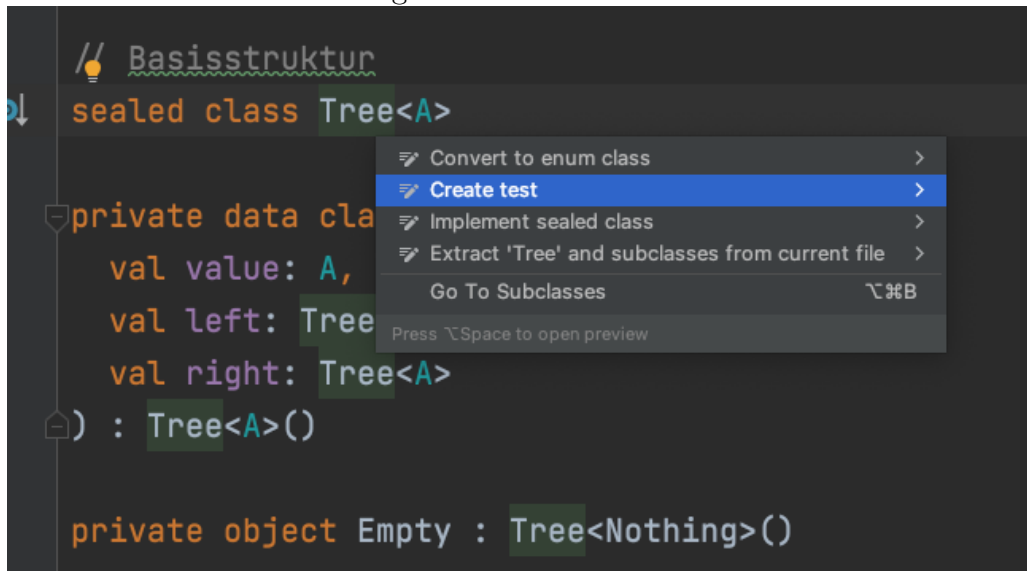 // Basisstruktur
sealed class Tree<A>
Convert to enum class
Create test
private data cla
Implement sealed class
Extract 'Tree' and subclasses from current file
val value: A,
Go To Subclasses ⌥⌘B
val left: Tree
Press ⌥Space to open preview
val right: Tree<A>
) : Tree<A>()
private object Empty : Tree<Nothing>()